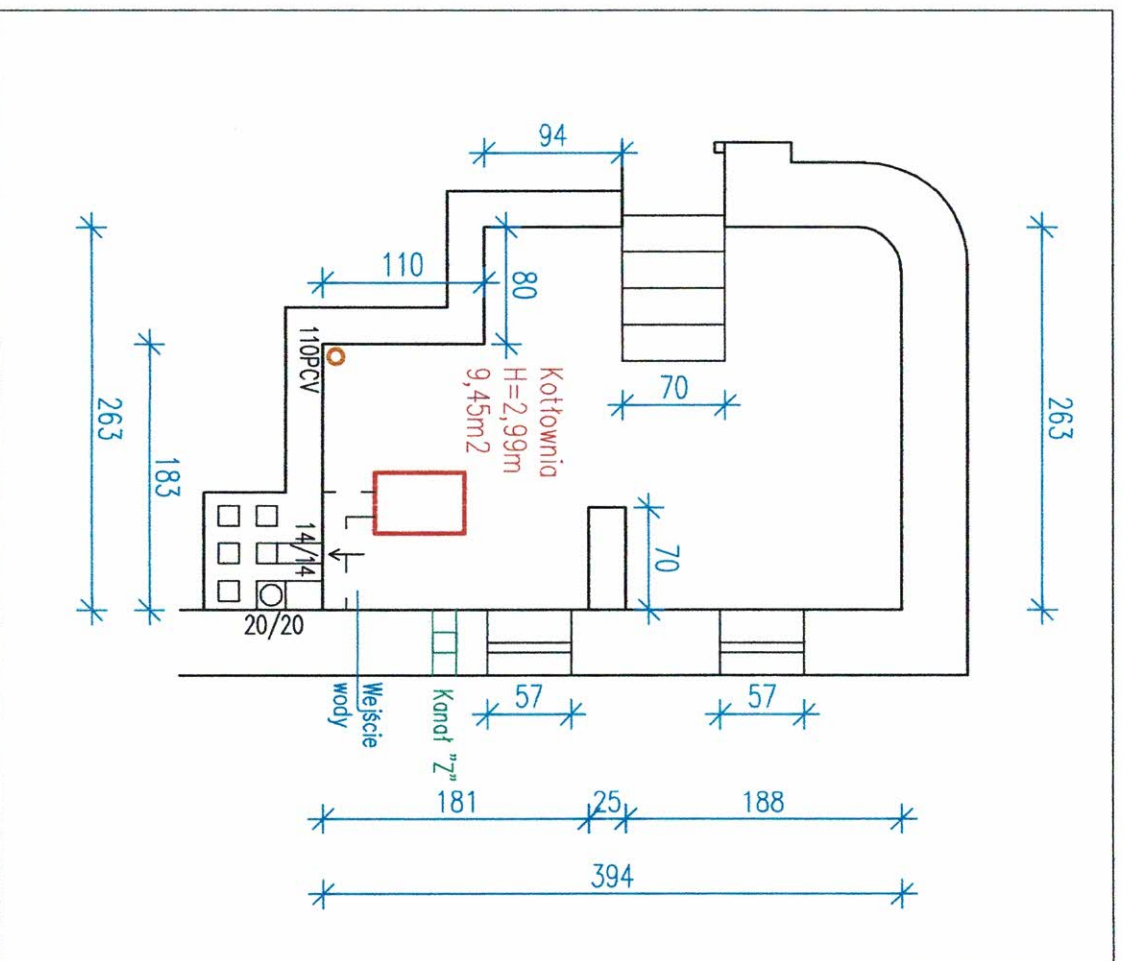 94
110
80
263
263
183
110PCV
Kotłownia
H=2,99m
9,45m2
70
70
14/14
20/20
Wejście
wody
Kanał "Z"
57
57
181
25
188
394